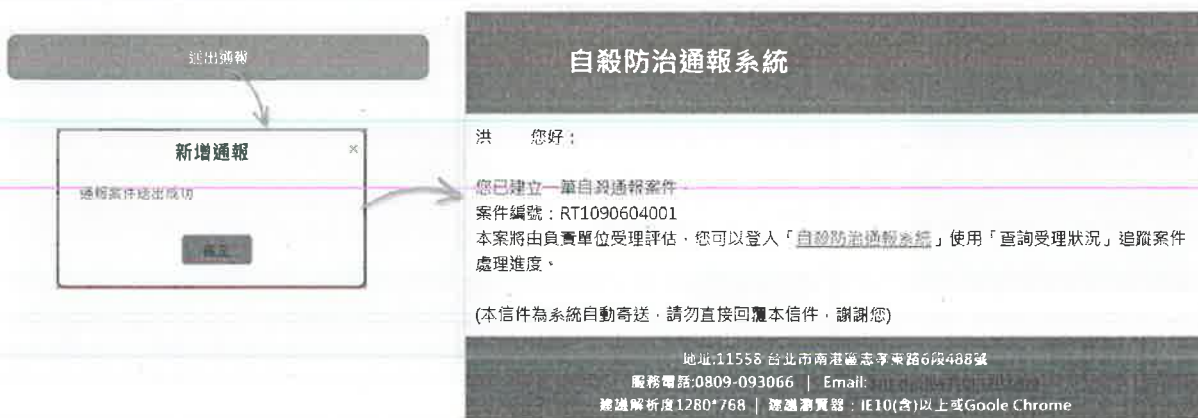 送出通報
新增通報
×
通報案件送出成功
確定
自殺防治通報系統
洪 您好：
您已建立一筆自殺通報案件。
案件編號：RT1090604001
本案將由負責單位受理評估，您可以登入「自殺防治通報系統」使用「查詢受理狀況」追蹤案件
處理進度。
(本信件為系統自動寄送，請勿直接回覆本信件，謝謝您)
地址:11558 台北市南港區忠孝東路6段488號
服務電話:0809-093066 | Email:
建議解析度1280*768 | 建議瀏覽器：IE10(含)以上或Goole Chrome